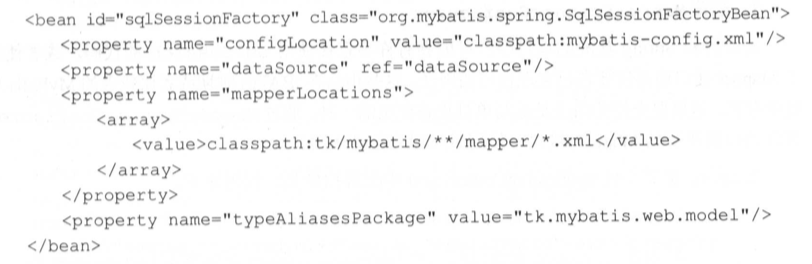 <bean id="sqlSessionFactory" class="org.mybatis.spring.SqlSessionFactoryBean">
    <property name="configLocation" value="classpath:mybatis-config.xml"/>
    <property name="dataSource" ref="dataSource"/>
    <property name="mapperLocations">
        <array>
            <value>classpath:tk/mybatis/**/mapper/*.xml</value>
        </array>
    </property>
    <property name="typeAliasesPackage" value="tk.mybatis.web.model"/>
</bean>